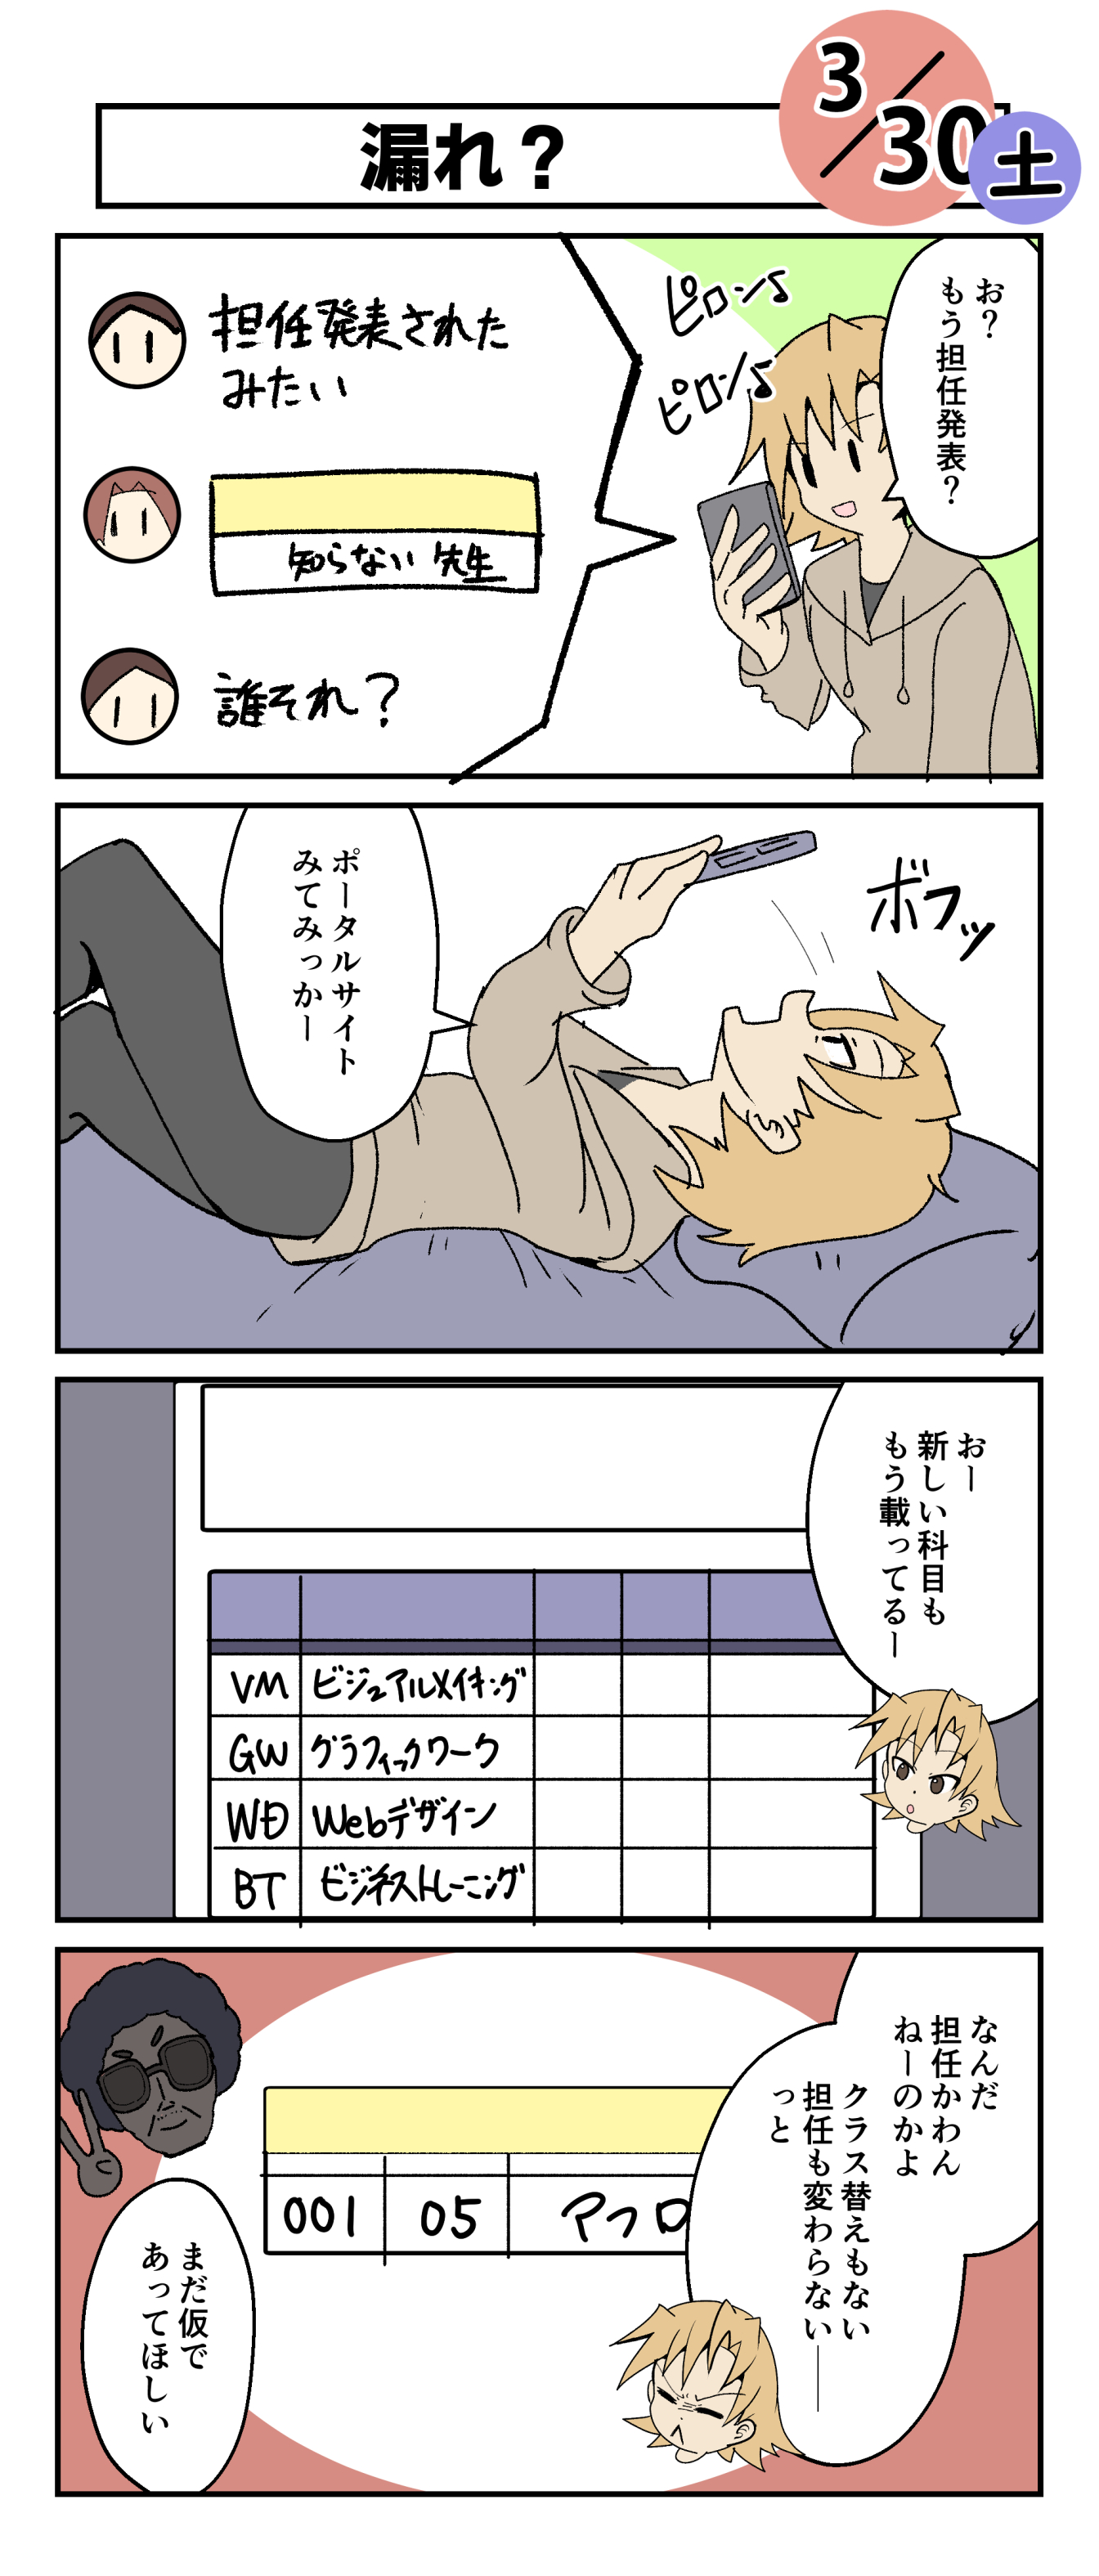 漏れ？
3/30
土
お？
もう担任発表？
ピロン♪
ピロン♪
担任発表された
みたい
知らない先生
誰それ？
ボフッ
ポータルサイト
みてみっかー
おー
新しい科目も
もう載ってるー
VM ビジュアルメイキング
GW グラフィックワーク
WD Webデザイン
BT ビジネストレーニング
なんだ
担任かわん
ねーのかよ
クラス替えもない
担任も変わらない―
っと
001 05 アフロ
まだ仮で
あってほしい